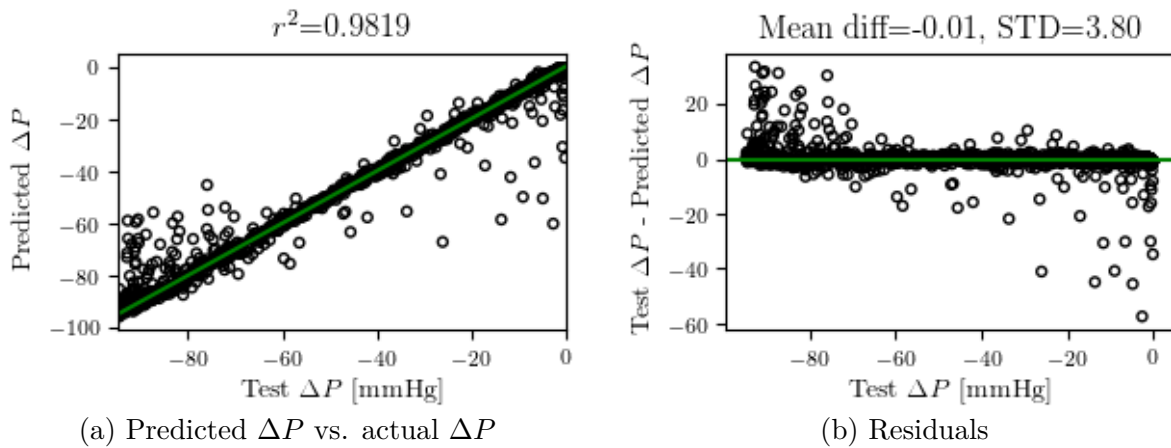 r²=0.9819
Predicted ΔP
0
−20
−40
−60
−80
−100
−80
−60
−40
−20
0
Test ΔP [mmHg]
(a) Predicted ΔP vs. actual ΔP
Mean diff=-0.01, STD=3.80
Test ΔP - Predicted ΔP
20
0
−20
−40
−60
−80
−60
−40
−20
0
Test ΔP [mmHg]
(b) Residuals